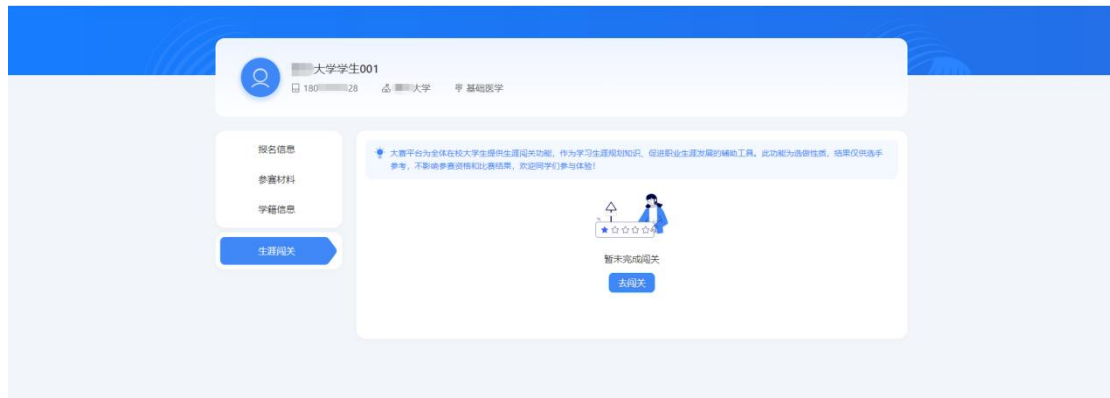 大学学生001
180 28 大学 基础医学
报名信息
参赛材料
学籍信息
生涯闯关
大赛平台为全体在校大学生提供生涯闯关功能，作为学习生涯规划知识、促进职业生涯发展的辅助工具。此功能为选做性质，结果仅供选手
参考，不影响参赛资格和比赛结果，欢迎同学们参与体验！
暂未完成闯关
去闯关